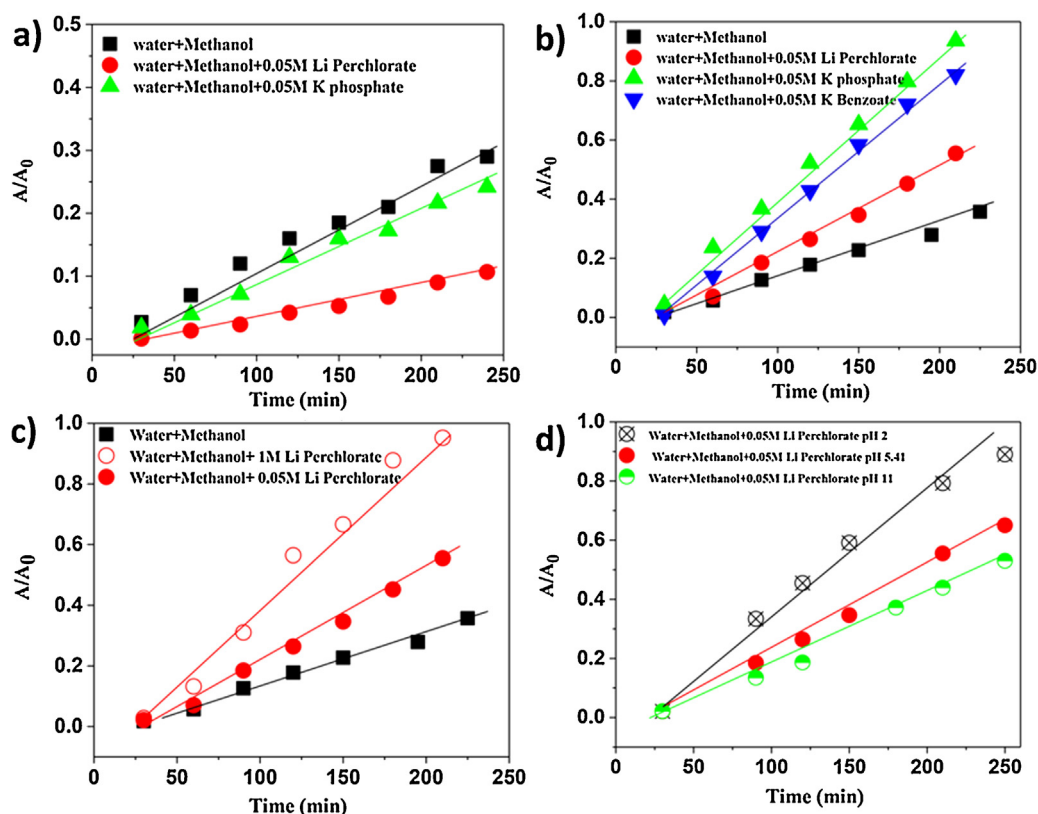 a)
water+Methanol
water+Methanol+0.05M Li Perchlorate
water+Methanol+0.05M K phosphate
0.5
0.4
0.3
0.2
0.1
0.0
A/A0
0 50 100 150 200 250
Time (min)
b)
water+Methanol
water+Methanol+0.05M Li Perchlorate
water+Methanol+0.05M K phosphate
water+Methanol+0.05M K Benzoate
1.0
0.8
0.6
0.4
0.2
0.0
A/A0
0 50 100 150 200 250
Time (min)
c)
Water+Methanol
Water+Methanol+ 1M Li Perchlorate
Water+Methanol+ 0.05M Li Perchlorate
1.0
0.8
0.6
0.4
0.2
0.0
A/A0
0 50 100 150 200 250
Time (min)
d)
Water+Methanol+0.05M Li Perchlorate pH 2
Water+Methanol+0.05M Li Perchlorate pH 5.41
Water+Methanol+0.05M Li Perchlorate pH 11
1.0
0.8
0.6
0.4
0.2
0.0
A/A0
0 50 100 150 200 250
Time (min)